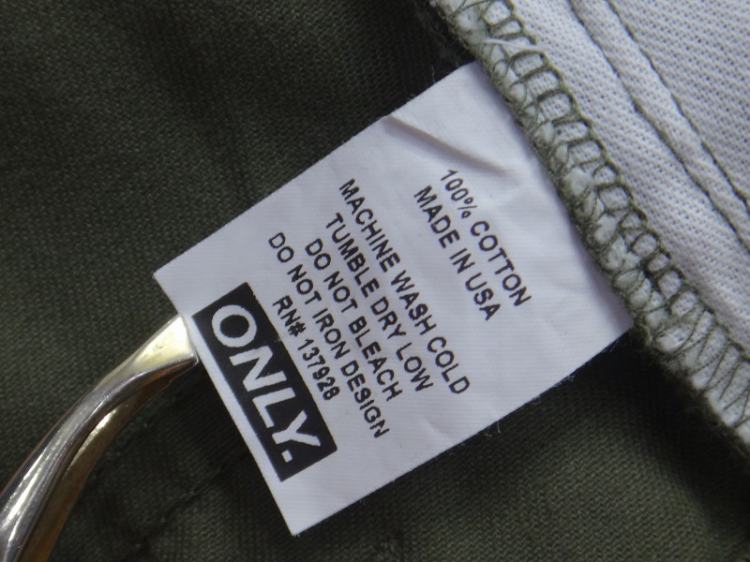 100% COTTON
MADE IN USA
MACHINE WASH COLD
TUMBLE DRY LOW
DO NOT BLEACH
DO NOT IRON DESIGN
RN# 137928
ONLY.